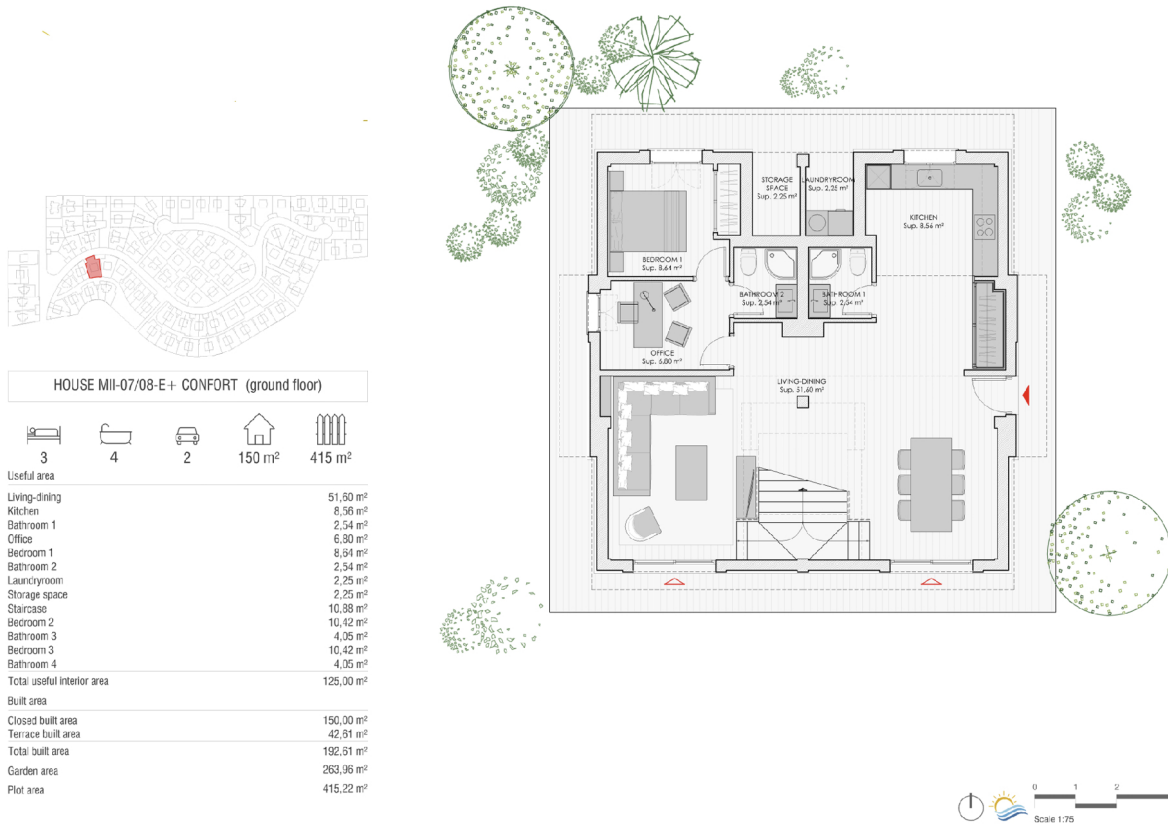 HOUSE MII-07/08-E+ CONFORT (ground floor)
3 4 2 150 m² 415 m²
Useful area
Living-dining 51,60 m²
Kitchen 8,56 m²
Bathroom 1 2,54 m²
Office 6,80 m²
Bedroom 1 8,64 m²
Bathroom 2 2,54 m²
Laundryroom 2,25 m²
Storage space 2,25 m²
Staircase 10,88 m²
Bedroom 2 10,42 m²
Bathroom 3 4,05 m²
Bedroom 3 10,42 m²
Bathroom 4 4,05 m²
Total useful interior area 125,00 m²
Built area
Closed built area 150,00 m²
Terrace built area 42,61 m²
Total built area 192,61 m²
Garden area 263,96 m²
Plot area 415,22 m²
STORAGE
SPACE
Sup. 2,25 m²
LAUNDRYROOM
Sup. 2,25 m²
KITCHEN
Sup. 8,56 m²
BEDROOM 1
Sup. 8,64 m²
BATHROOM 2
Sup. 2,54 m²
BATHROOM 1
Sup. 2,54 m²
OFFICE
Sup. 6,80 m²
LIVING-DINING
Sup. 51,60 m²
0 1 2
Scale 1:75